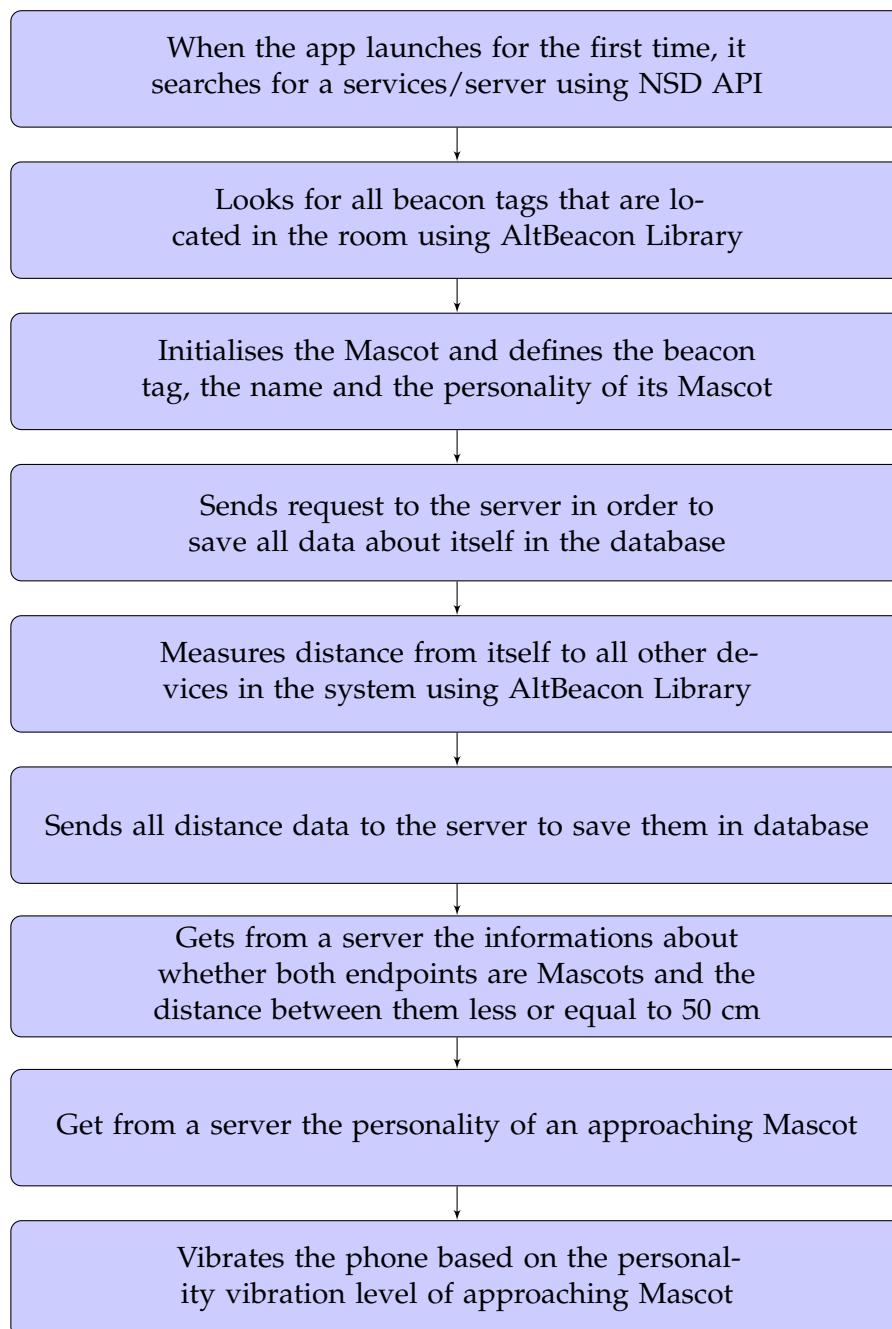 When the app launches for the first time, it
searches for a services/server using NSD API
Looks for all beacon tags that are lo-
cated in the room using AltBeacon Library
Initialises the Mascot and defines the beacon
tag, the name and the personality of its Mascot
Sends request to the server in order to
save all data about itself in the database
Measures distance from itself to all other de-
vices in the system using AltBeacon Library
Sends all distance data to the server to save them in database
Gets from a server the informations about
whether both endpoints are Mascots and the
distance between them less or equal to 50 cm
Get from a server the personality of an approaching Mascot
Vibrates the phone based on the personal-
ity vibration level of approaching Mascot